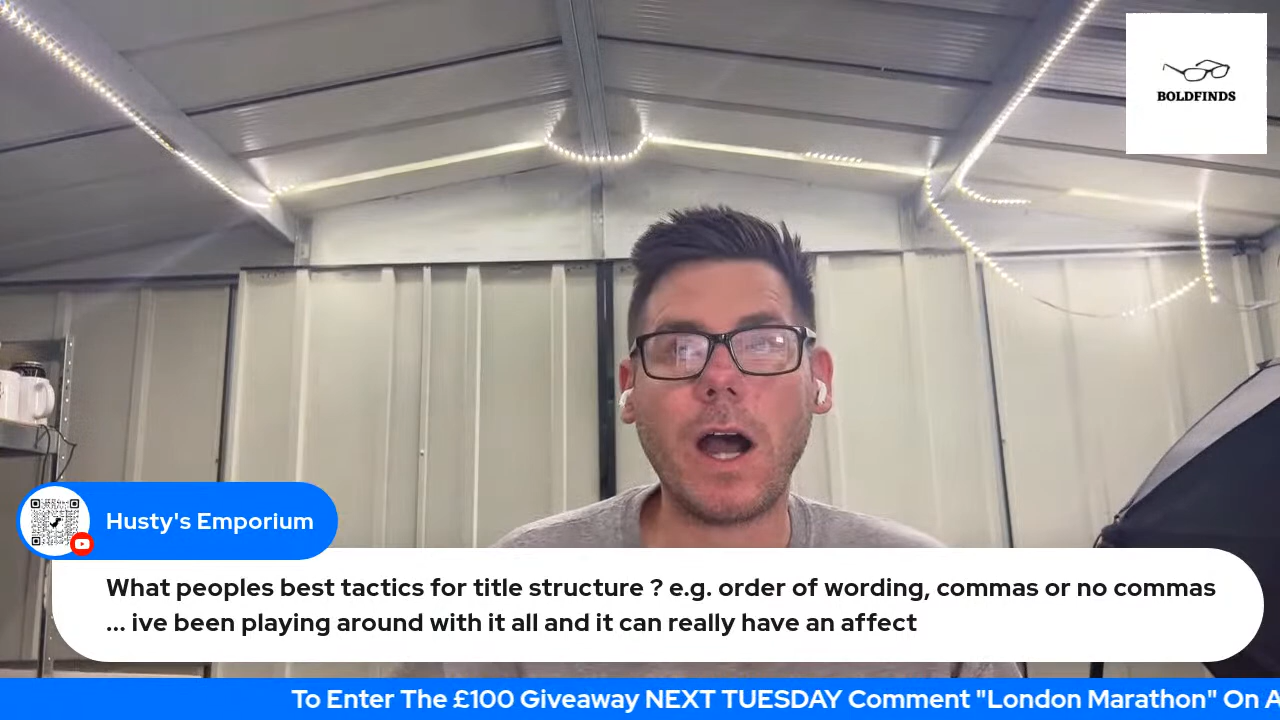 BOLDFINDS
Husty's Emporium
What peoples best tactics for title structure ? e.g. order of wording, commas or no commas
... ive been playing around with it all and it can really have an affect
To Enter The £100 Giveaway NEXT TUESDAY Comment "London Marathon" On A